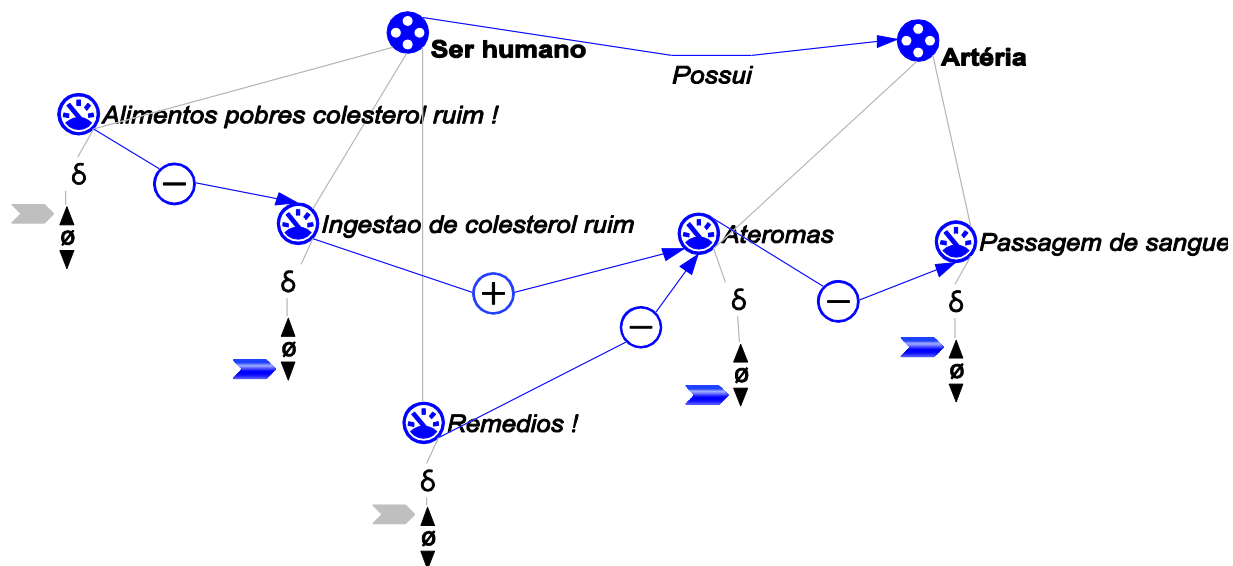 Ser humano
Artéria
Possui
Alimentos pobres colesterol ruim !
δ
ø
−
Ingestao de colesterol ruim
Ateromas
Passagem de sangue
δ
ø
+
−
−
δ
ø
δ
ø
Remedios !
δ
ø